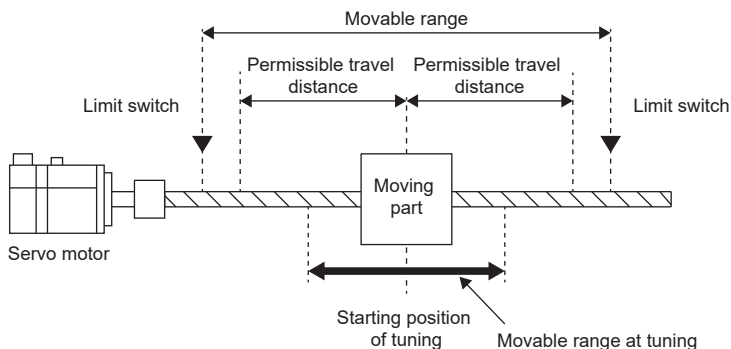 Movable range
Permissible travel
distance
Permissible travel
distance
Limit switch
Limit switch
Moving
part
Servo motor
Starting position
of tuning
Movable range at tuning